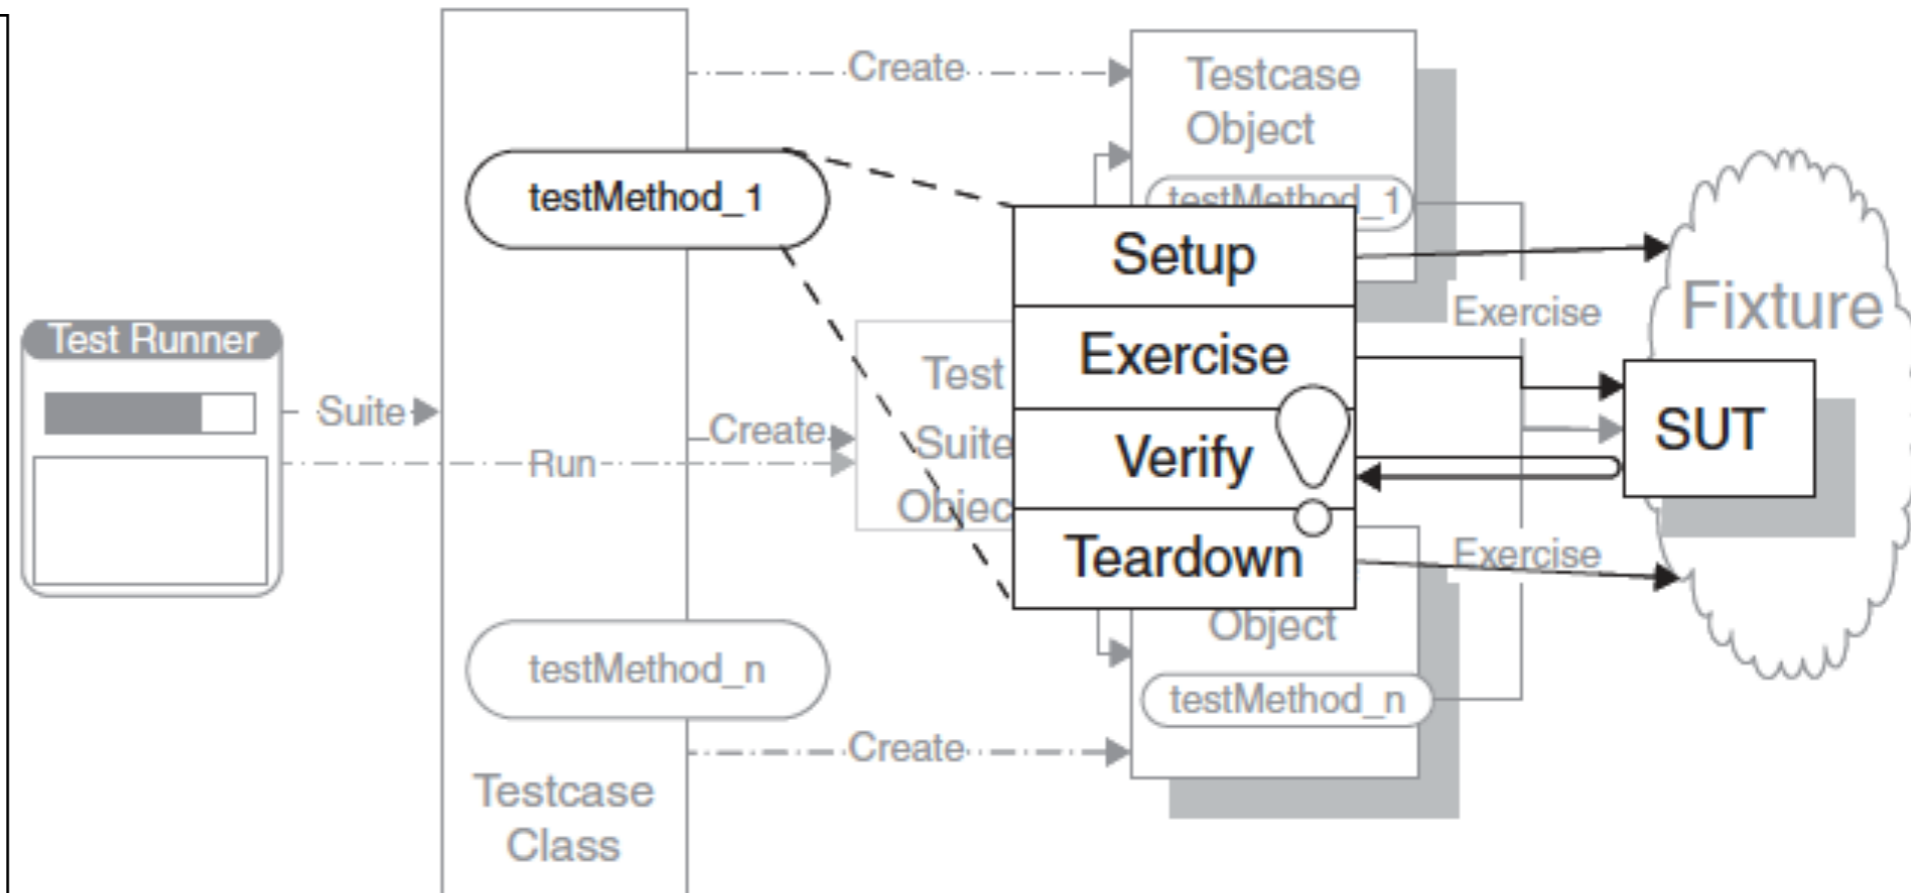 Create
Testcase
Object
testMethod_1
testMethod_1
Setup
Exercise
Fixture
Test Runner
Exercise
Test
Suite
Create
Suite
SUT
Run
Verify
Objec
Exercise
Teardown
Object
testMethod_n
testMethod_n
Create
Testcase
Class